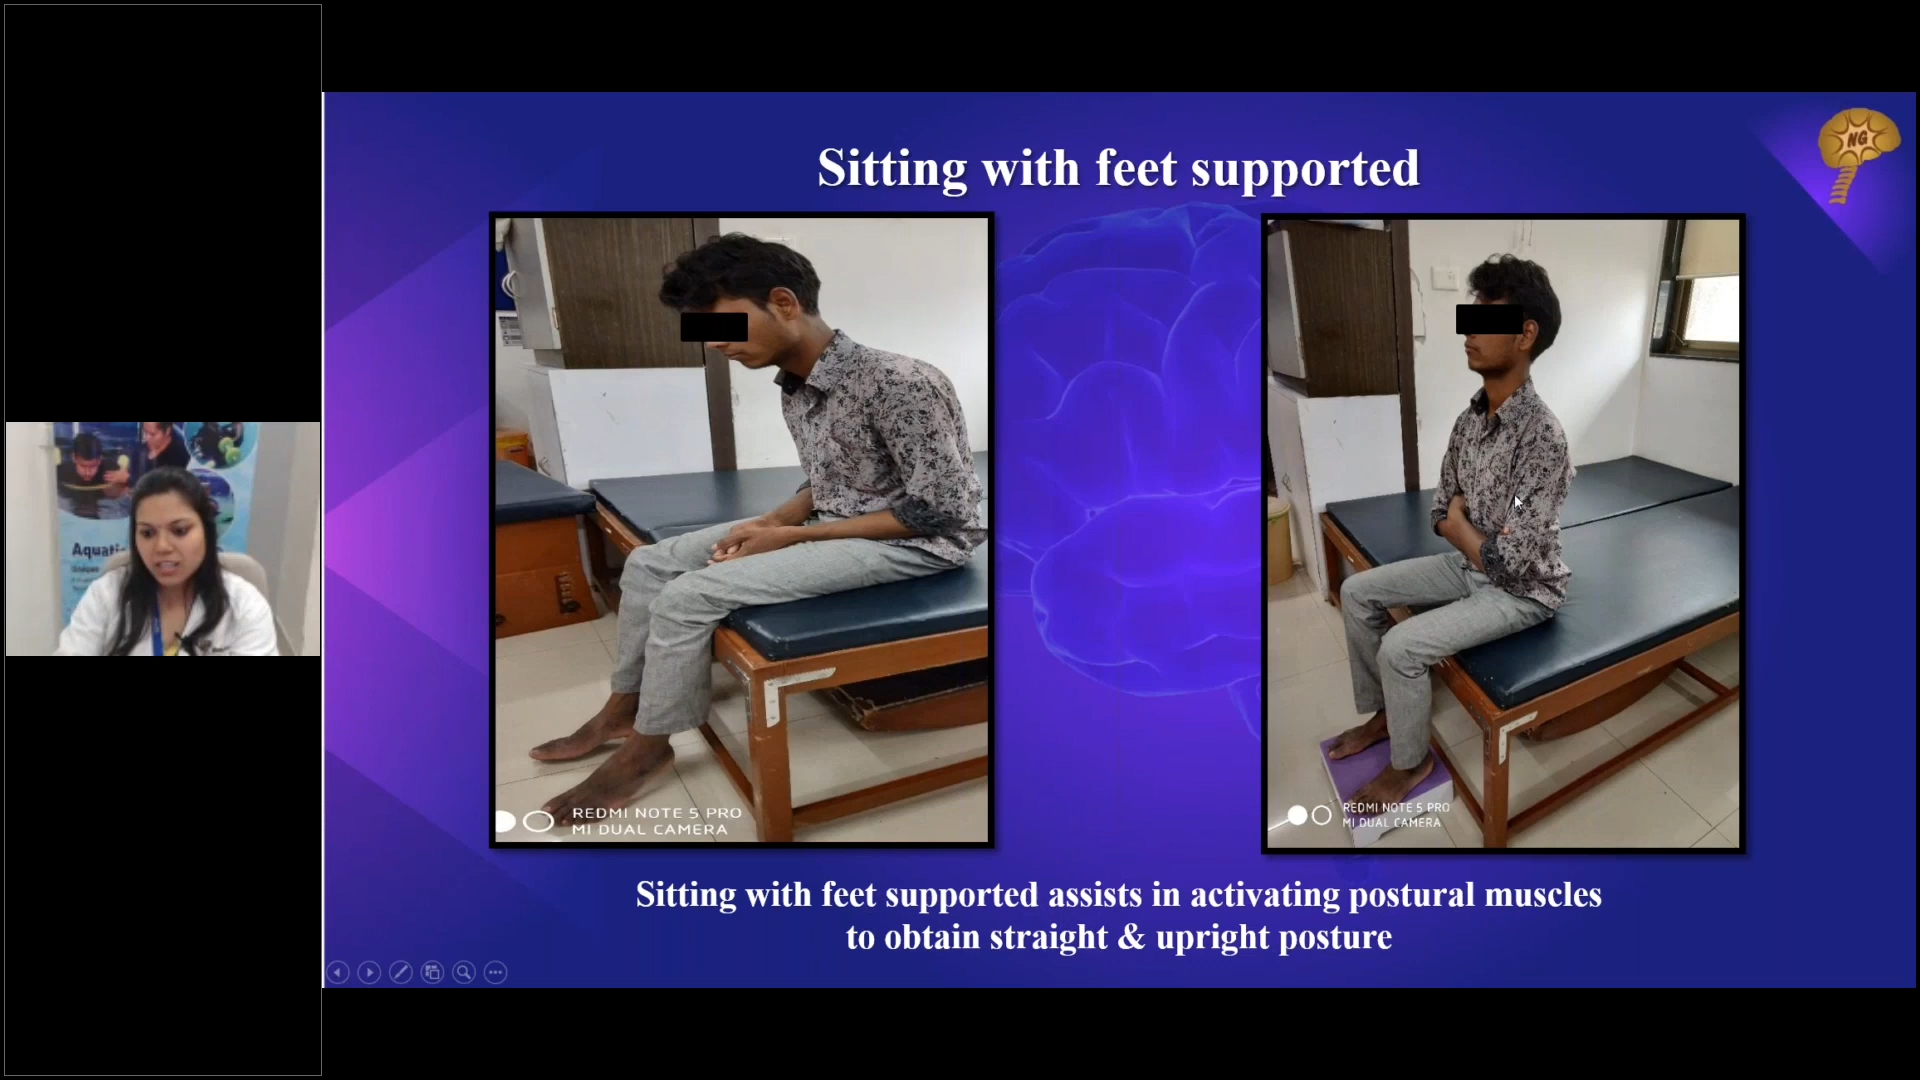 Sitting with feet supported
NG
REDMI NOTE 5 PRO
MI DUAL CAMERA
REDMI NOTE 5 PRO
MI DUAL CAMERA
Aquati
Sitting with feet supported assists in activating postural muscles
to obtain straight & upright posture